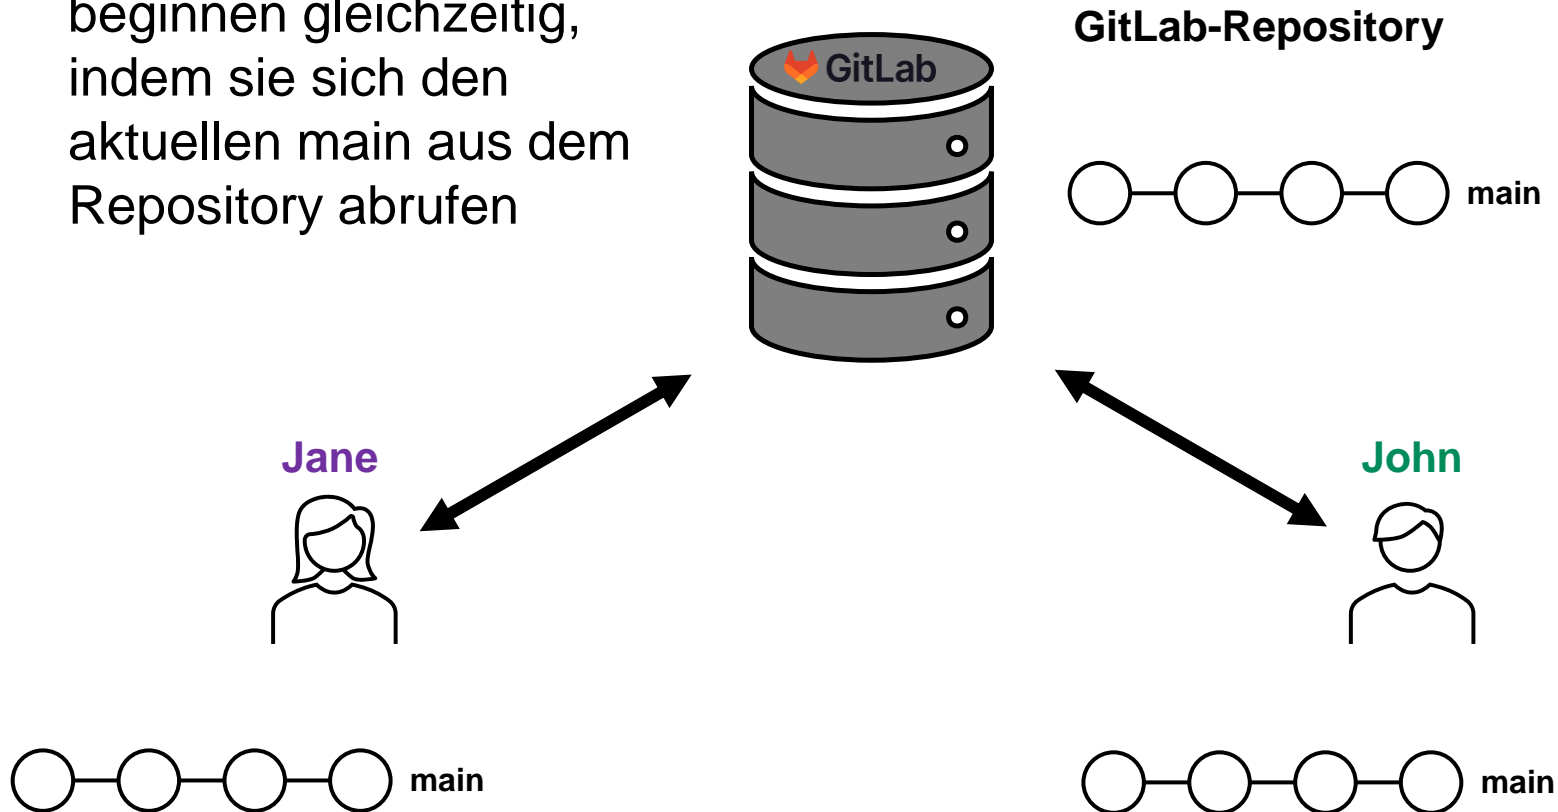 beginnen gleichzeitig,
indem sie sich den
aktuellen main aus dem
Repository abrufen
GitLab-Repository
GitLab
main
Jane
John
main
main